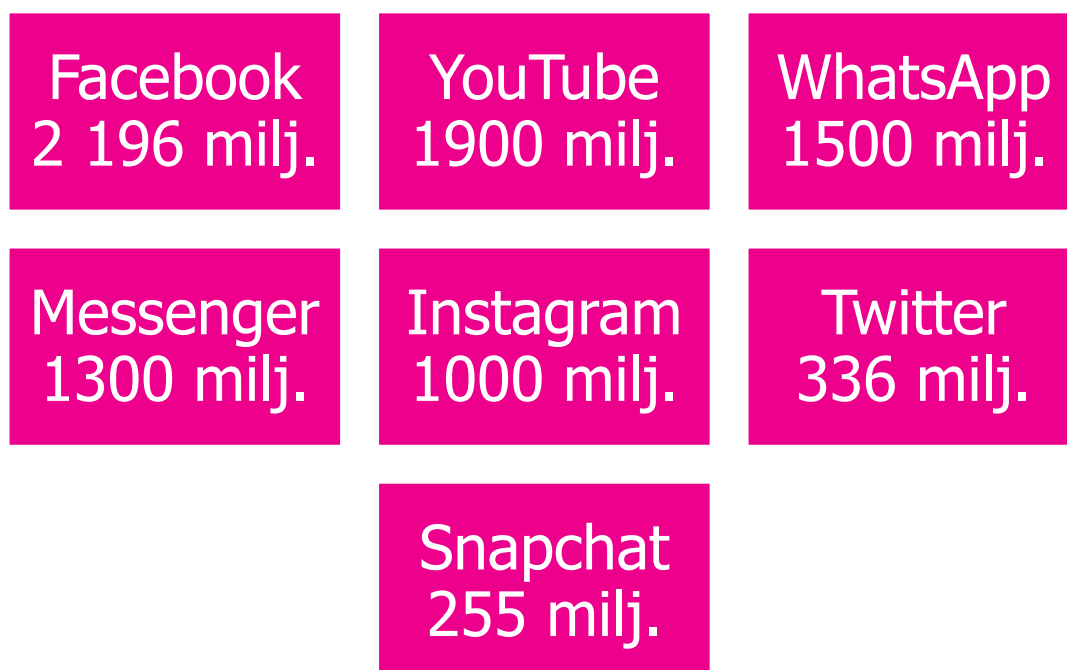 Facebook
2 196 milj.
YouTube
1900 milj.
WhatsApp
1500 milj.
Messenger
1300 milj.
Instagram
1000 milj.
Twitter
336 milj.
Snapchat
255 milj.